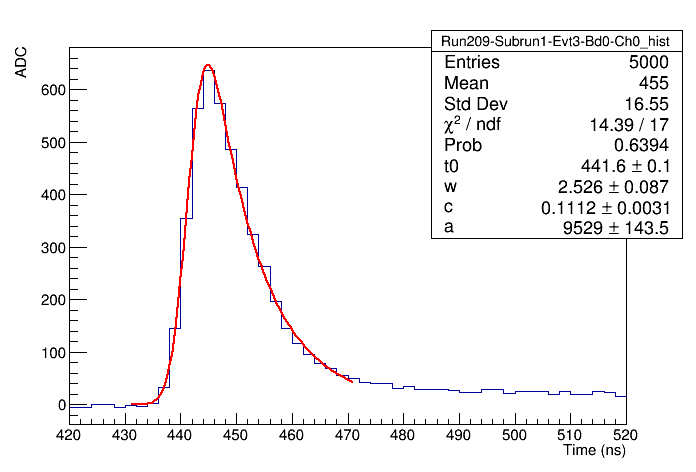 Run209-Subrun1-Evt3-Bd0-Ch0_hist
Entries 5000
Mean 455
Std Dev 16.55
χ² / ndf 14.39 / 17
Prob 0.6394
t0 441.6 ± 0.1
w 2.526 ± 0.087
c 0.1112 ± 0.0031
a 9529 ± 143.5
ADC
600
500
400
300
200
100
0
420 430 440 450 460 470 480 490 500 510 520
Time (ns)